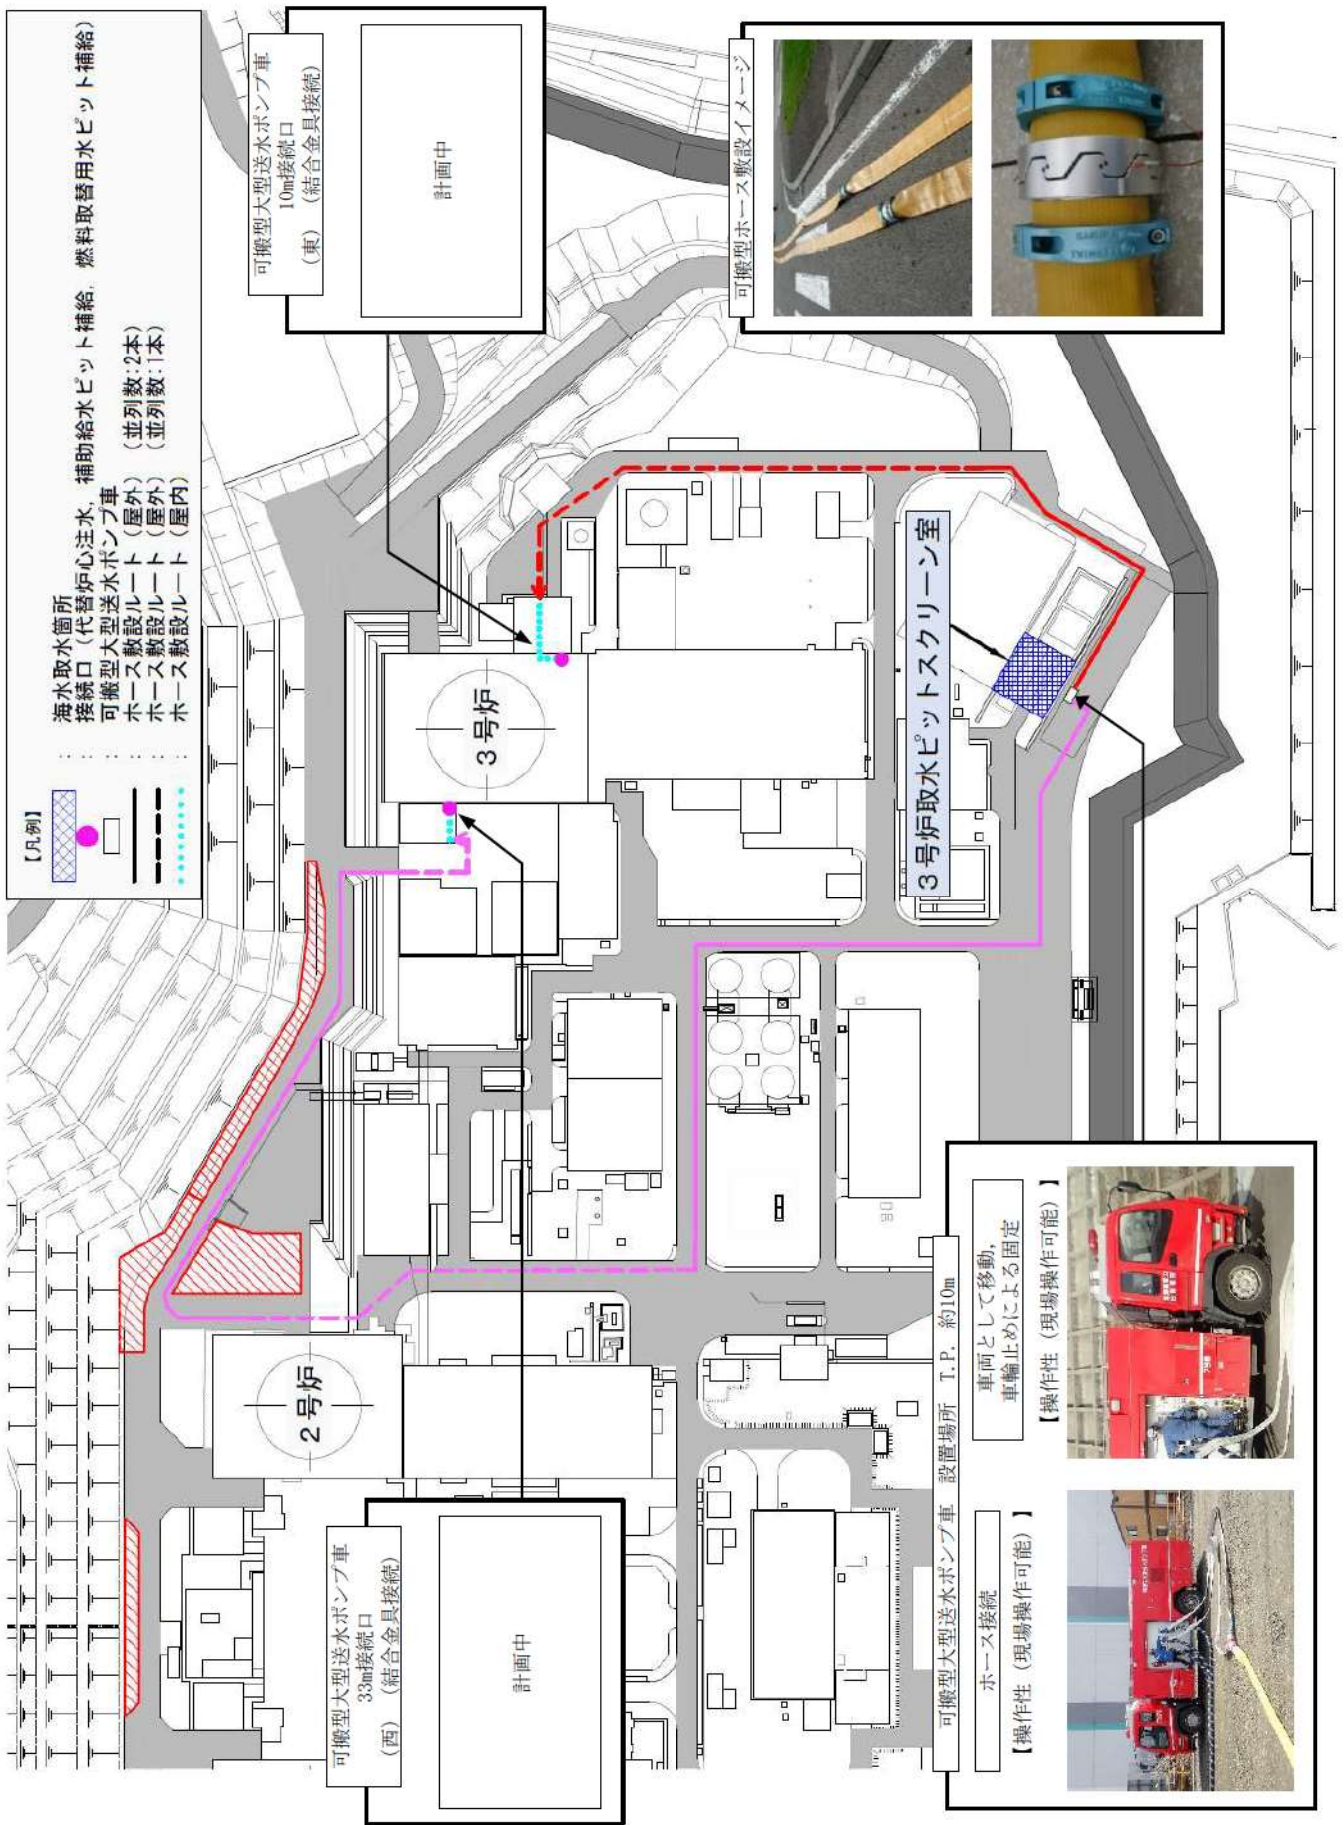 【凡例】
： 海水取水箇所
： 接続口（代替炉心注水，補助給水ピット補給，燃料取替用水ピット補給）
： 可搬型大型送水ポンプ車
： ホース敷設ルート（屋外）（並列数：2本）
： ホース敷設ルート（屋外）（並列数：1本）
： ホース敷設ルート（屋内）
可搬型大型送水ポンプ車
10m接続口
（東）（結合金具接続）
計画中
可搬型ホース敷設イメージ
3号炉
3号炉取水ピットスクリーン室
2号炉
可搬型大型送水ポンプ車
33m接続口
（西）（結合金具接続）
計画中
可搬型大型送水ポンプ車 設置場所 T.P. 約10m
ホース接続
【操作性（現場操作可能）】
車両として移動，
車輪止めによる固定
【操作性（現場操作可能）】